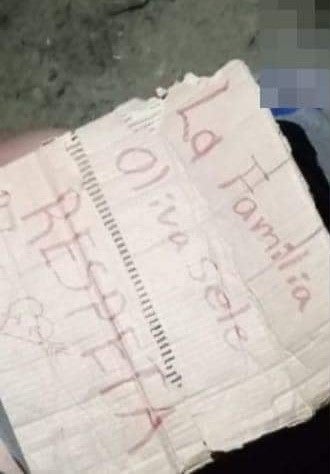 La Familia
Oliva sele
RESPETA